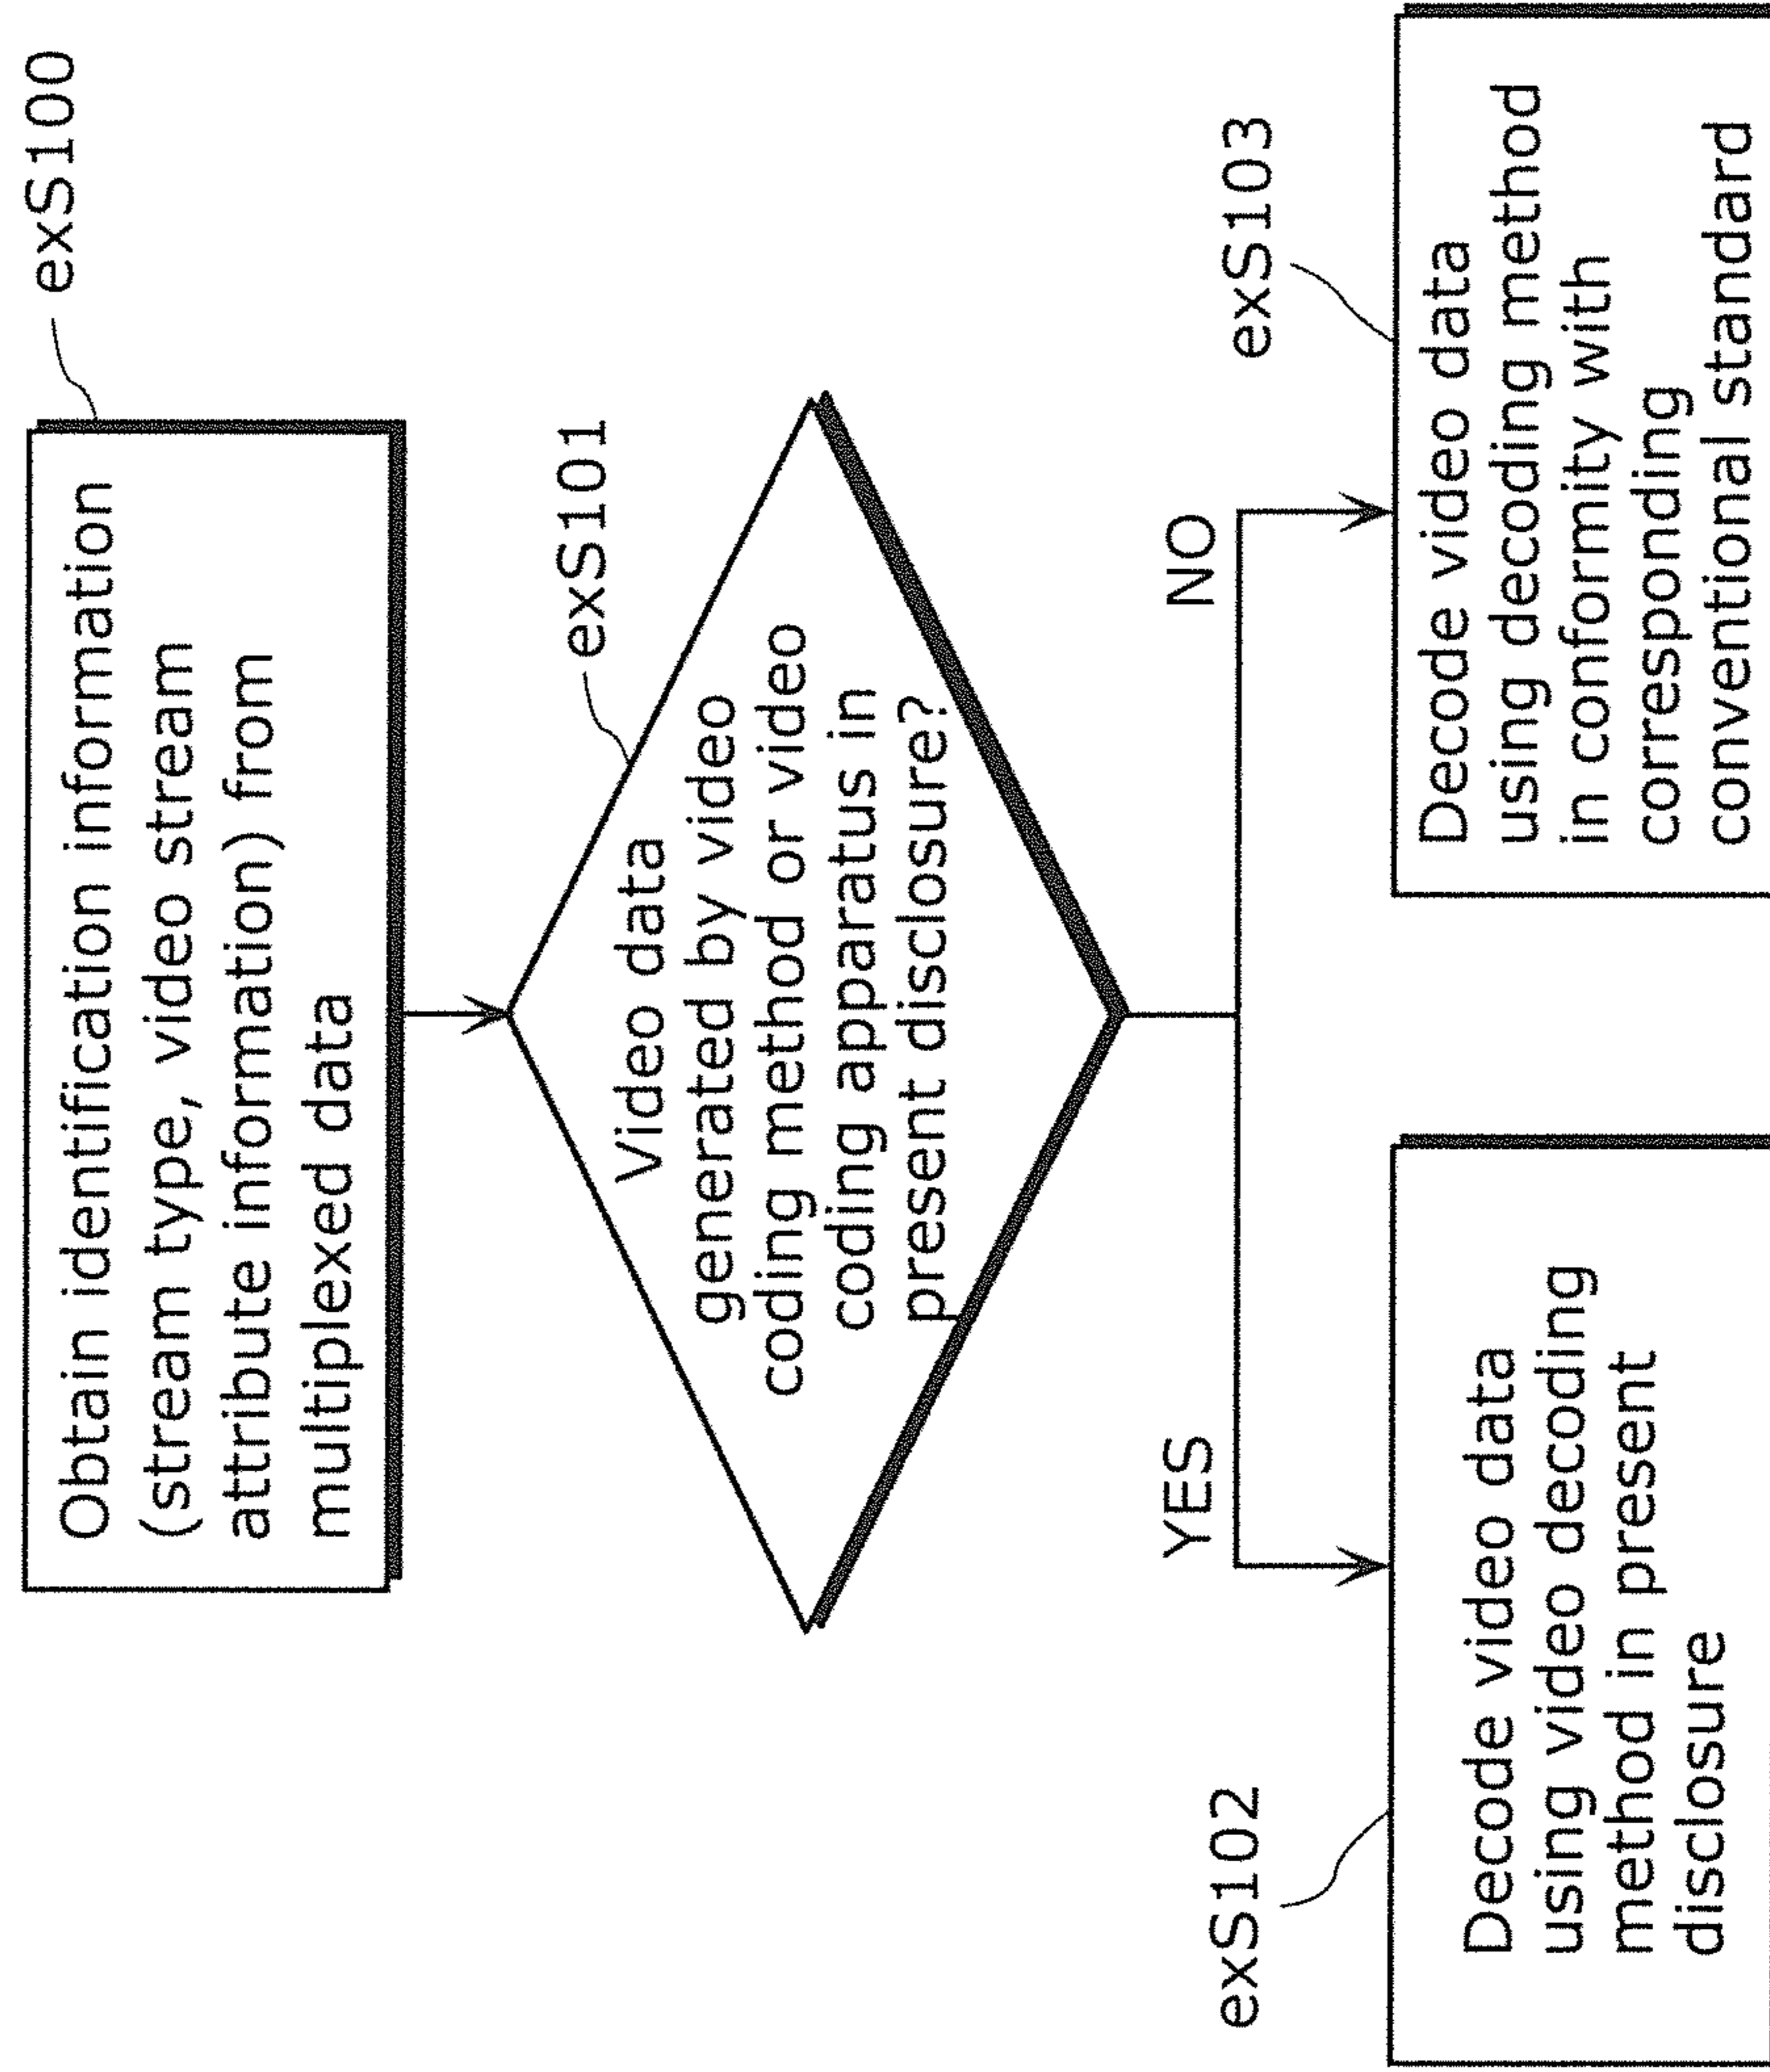 exS100
Obtain identification information
(stream type, video stream
attribute information) from
multiplexed data
exS101
Video data
generated by video
coding method or video
coding apparatus in
present disclosure?
YES
NO
exS102
exS103
Decode video data
using video decoding
method in present
disclosure
Decode video data
using decoding method
in conformity with
corresponding
conventional standard